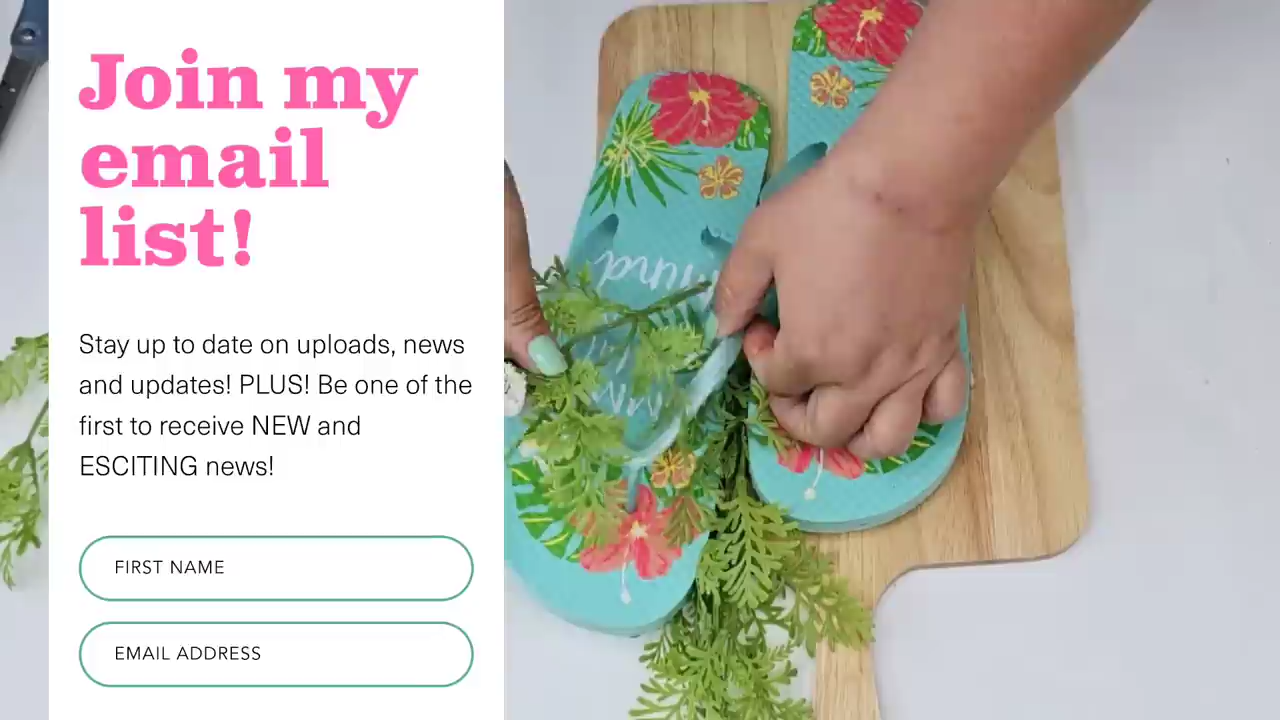 Join my
email
list!
Stay up to date on uploads, news
and updates! PLUS! Be one of the
first to receive NEW and
ESCITING news!
FIRST NAME
EMAIL ADDRESS